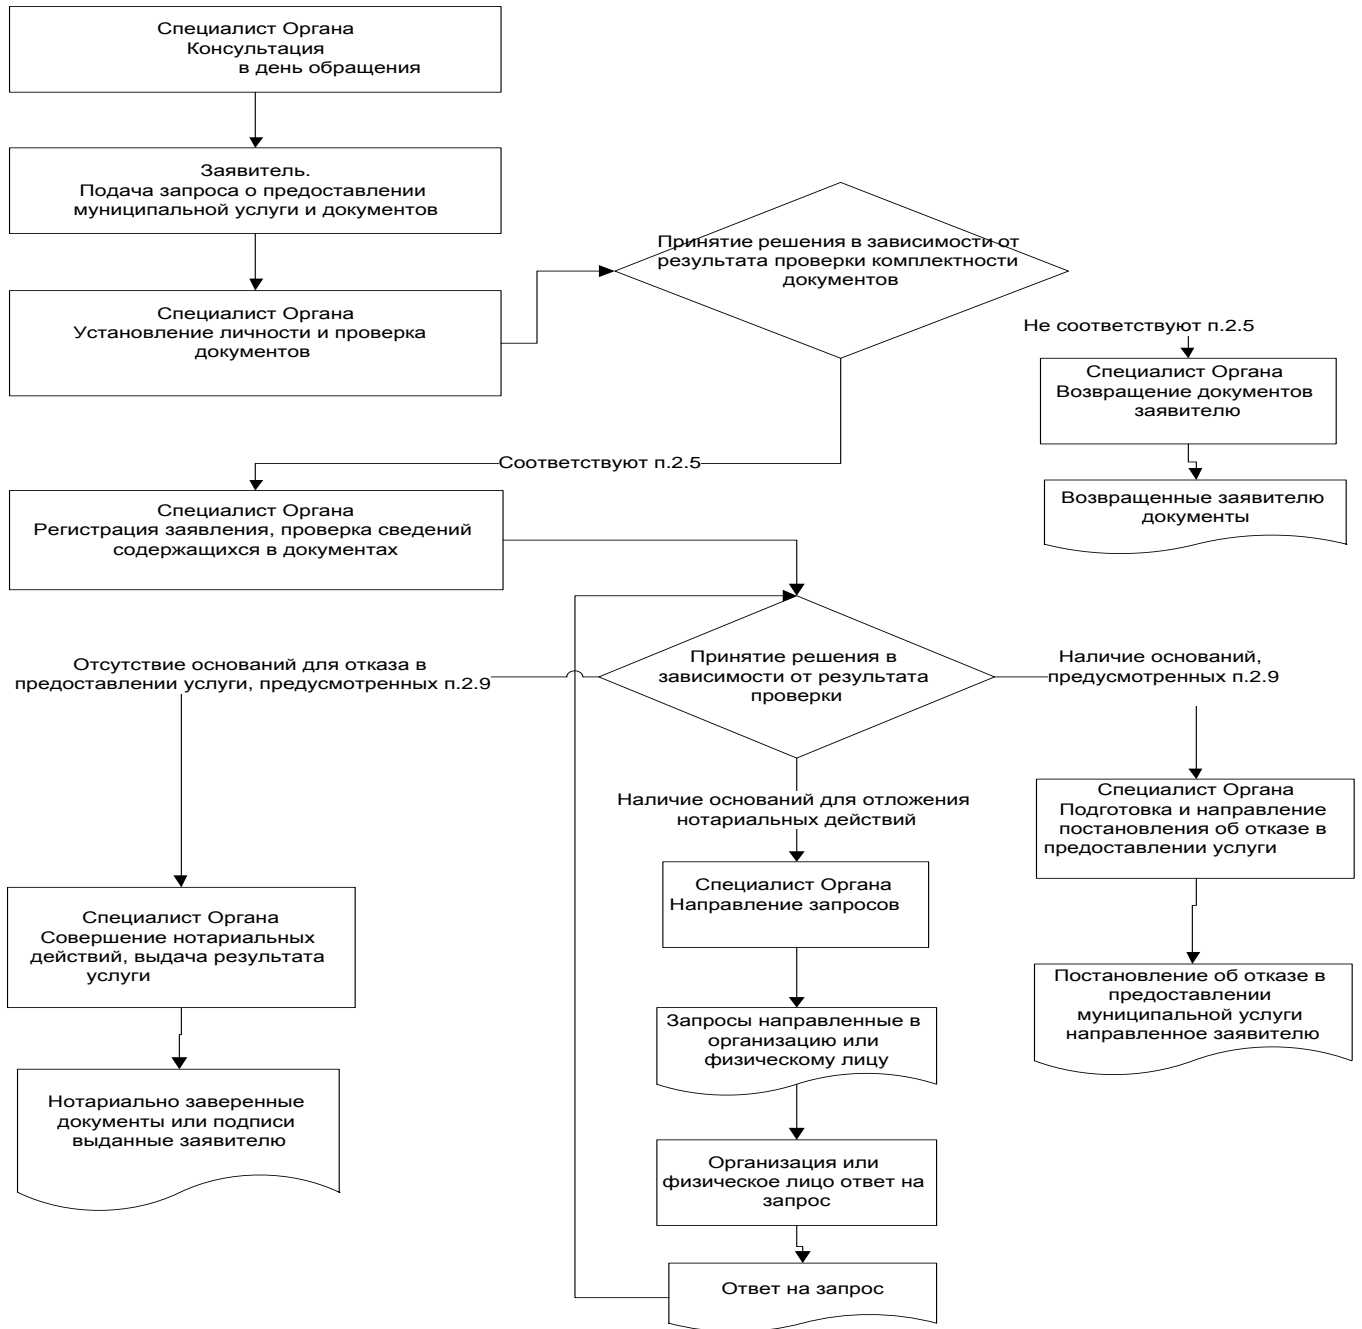 Специалист Органа
Консультация
в день обращения
Заявитель.
Подача запроса о предоставлении
муниципальной услуги и документов
Специалист Органа
Установление личности и проверка
документов
Принятие решения в зависимости от
результата проверки комплектности
документов
Не соответствуют п.2.5
Специалист Органа
Возвращение документов
заявителю
Возвращенные заявителю
документы
Соответствуют п.2.5
Специалист Органа
Регистрация заявления, проверка сведений
содержащихся в документах
Принятие решения в
зависимости от результата
проверки
Отсутствие оснований для отказа в
предоставлении услуги, предусмотренных п.2.9
Наличие оснований,
предусмотренных п.2.9
Наличие оснований для отложения
нотариальных действий
Специалист Органа
Подготовка и направление
постановления об отказе в
предоставлении услуги
Специалист Органа
Направление запросов
Специалист Органа
Совершение нотариальных
действий, выдача результата
услуги
Постановление об отказе в
предоставлении
муниципальной услуги
направленное заявителю
Запросы направленные в
организацию или
физическому лицу
Нотариально заверенные
документы или подписи
выданные заявителю
Организация или
физическое лицо ответ на
запрос
Ответ на запрос